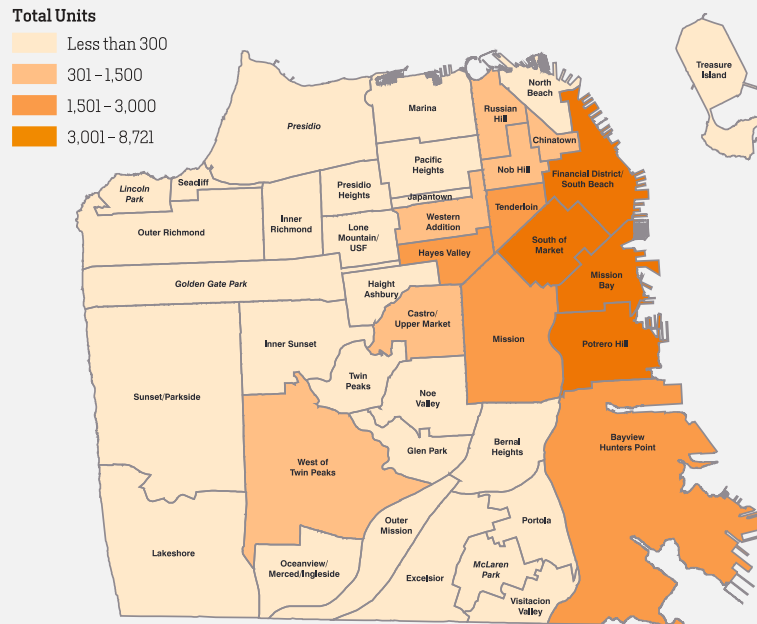 Total Units
Less than 300
301–1,500
1,501–3,000
3,001–8,721
Treasure
Island
North
Beach
Marina
Russian
Hill
Presidio
Chinatown
Pacific
Heights
Nob Hill
Financial District/
South Beach
Seacliff
Lincoln
Park
Presidio
Heights
Japantown
Tenderloin
Western
Addition
Inner
Richmond
Outer Richmond
Lone
Mountain/
USF
South of
Market
Hayes Valley
Mission
Bay
Golden Gate Park
Haight
Ashbury
Castro/
Upper Market
Mission
Potrero Hill
Inner Sunset
Twin
Peaks
Sunset/Parkside
Noe
Valley
Bayview
Hunters Point
Bernal
Heights
Glen Park
West of
Twin Peaks
Outer
Mission
Portola
Lakeshore
Oceanview/
Merced/Ingleside
McLaren
Park
Excelsior
Visitacion
Valley